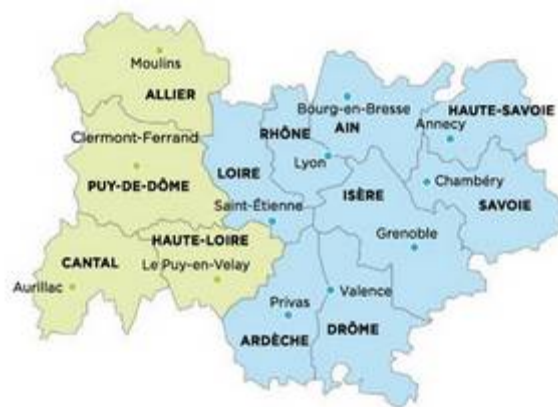 Moulins
ALLIER
Bourg-en-Bresse
HAUTE-SAVOIE
Clermont-Ferrand
RHÔNE
AIN
Annecy
Lyon
LOIRE
PUY-DE-DÔME
ISÈRE
Chambéry
SAVOIE
Saint-Étienne
HAUTE-LOIRE
Grenoble
CANTAL
Le Puy-en-Velay
Aurillac
Privas
Valence
ARDÈCHE
DRÔME